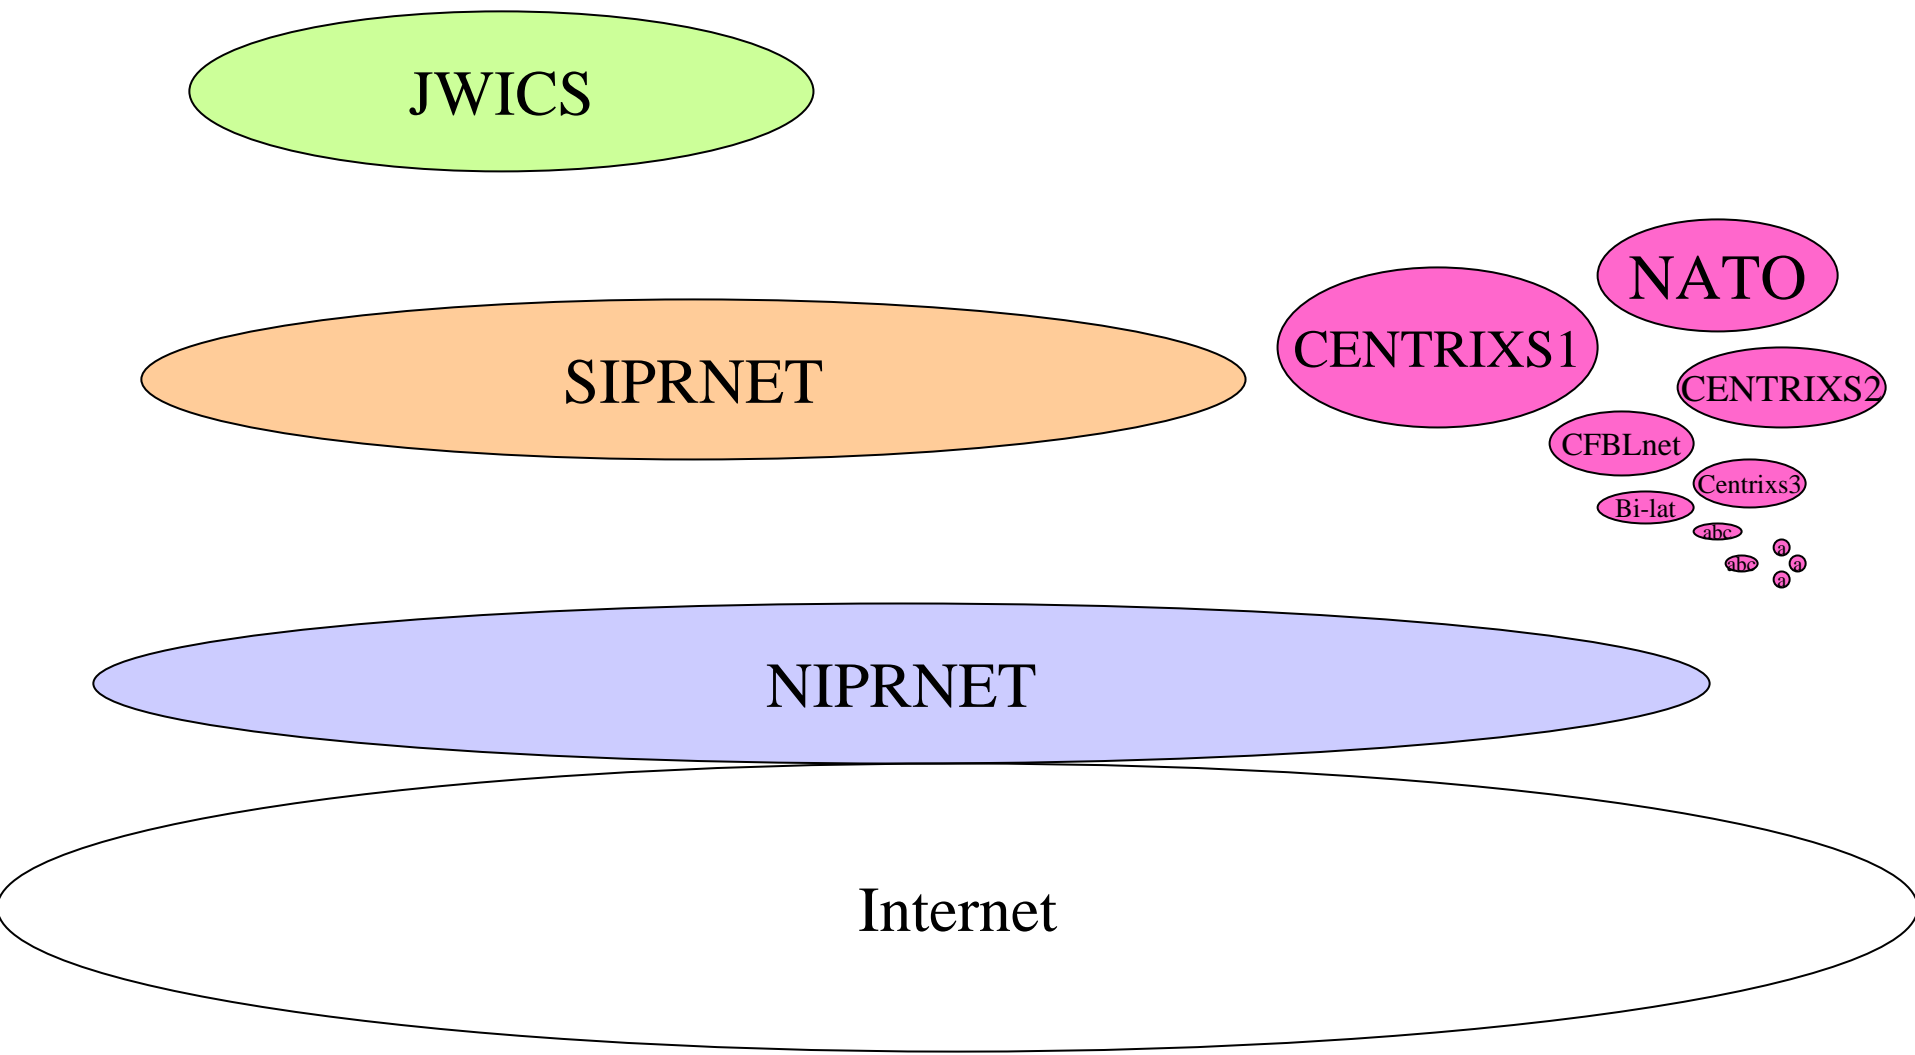 JWICS
NATO
CENTRIXS1
SIPRNET
CENTRIXS2
CFBLnet
Centrixs3
Bi-lat
abc
a
abc
a
a
NIPRNET
Internet